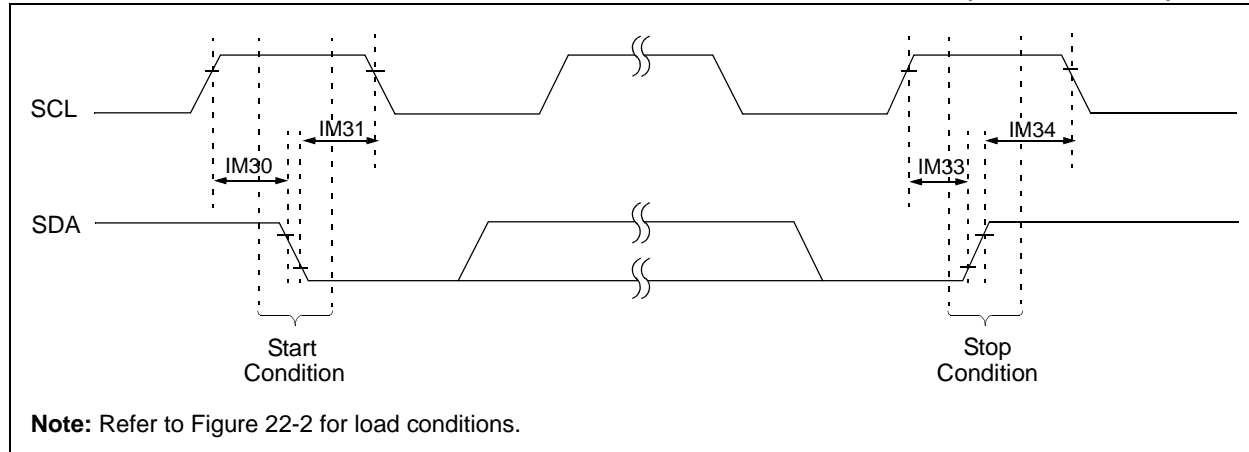 SCL
IM31
IM34
IM30
IM33
SDA
Start
Condition
Stop
Condition
Note: Refer to Figure 22-2 for load conditions.